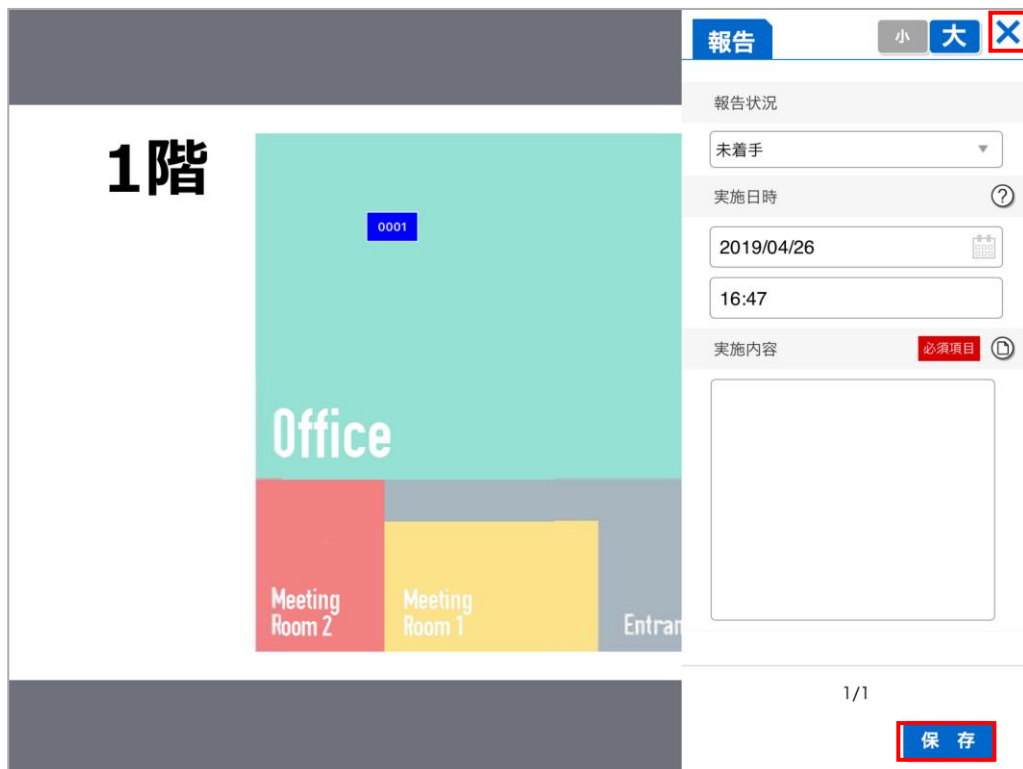 1階
0001
Office
Meeting
Room 2
Meeting
Room 1
Entran
報告
小
大
報告状況
未着手
実施日時
2019/04/26
16:47
実施内容
必須項目
1/1
保 存